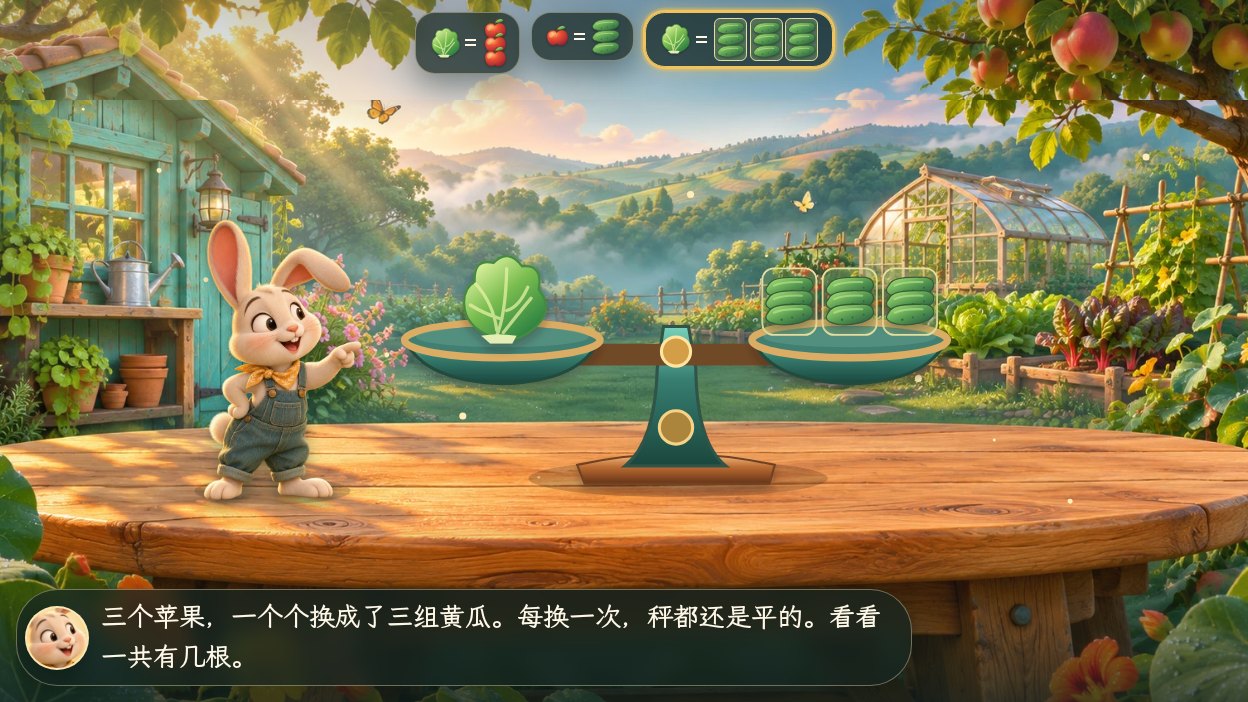 =
=
=
三个苹果，一个个换成了三组黄瓜。每换一次，秤都还是平的。看看
一共有几根。